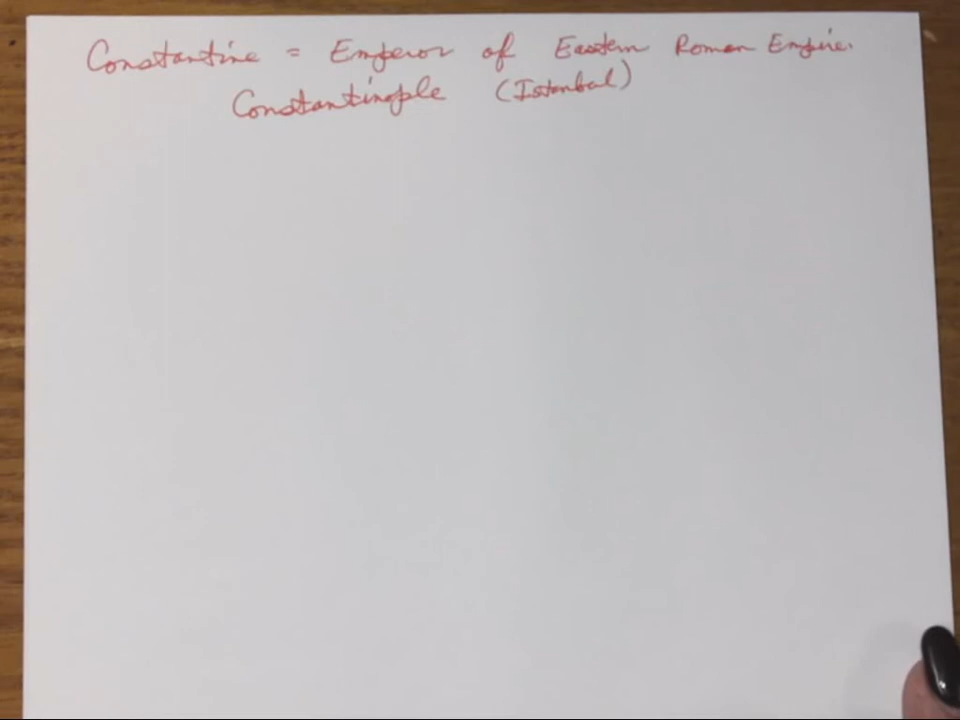 Constantine = Emperor of Eastern Roman Empire.
Constantinople (Istanbul)